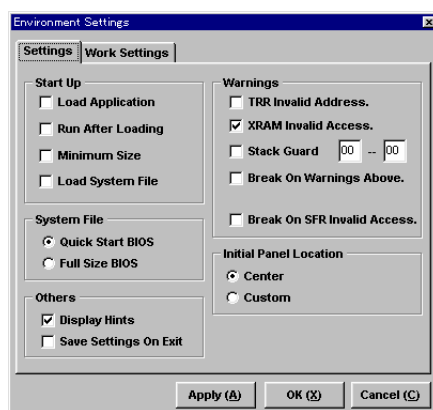 Environment Settings
Settings
Work Settings
Start Up
Load Application
Run After Loading
Minimum Size
Load System File
System File
Quick Start BIOS
Full Size BIOS
Others
Display Hints
Save Settings On Exit
Warnings
TRR Invalid Address.
XRAM Invalid Access.
Stack Guard 00 -- 00
Break On Warnings Above.
Break On SFR Invalid Access.
Initial Panel Location
Center
Custom
Apply (A)
OK (X)
Cancel (C)